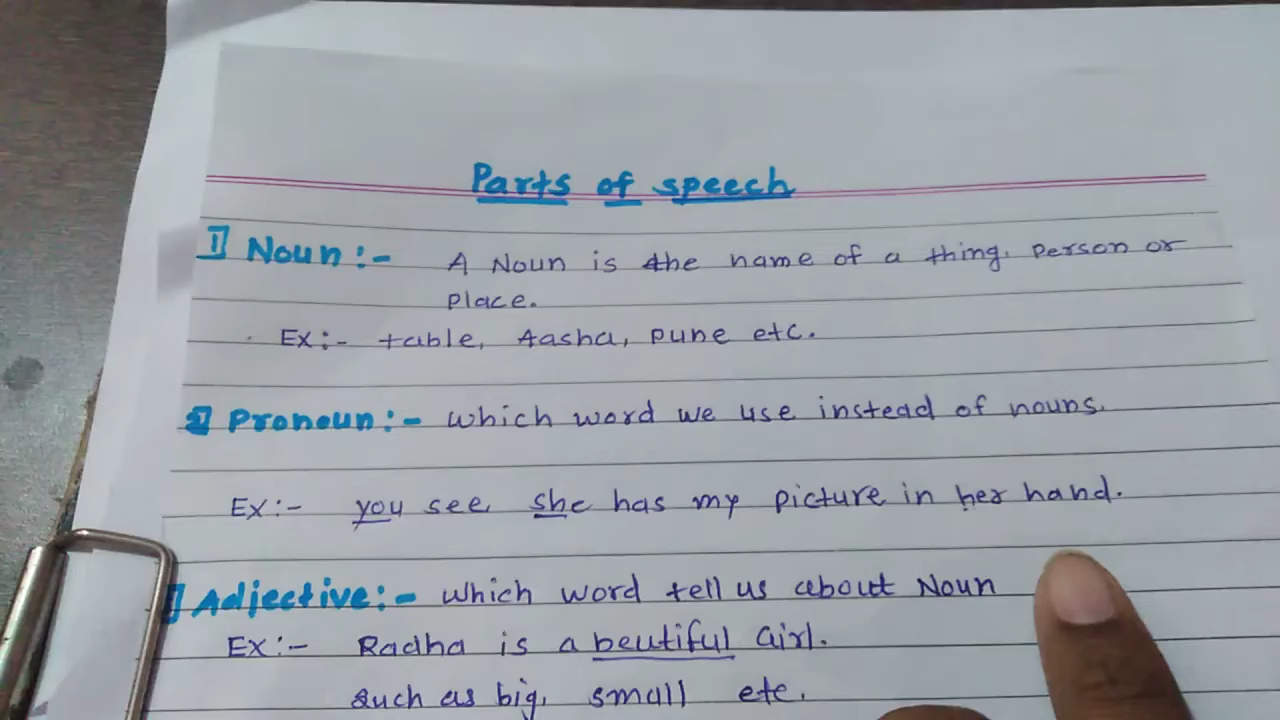 Parts of speech
1] Noun :- A Noun is the name of a thing, person or
place.
Ex :- table, Aasha, pune etc.
2] Pronoun :- which word we use instead of nouns.
Ex :- you see, she has my picture in her hand.
] Adjective :- which word tell us about Noun
Ex :- Radha is a beutiful girl.
such as big, small etc.